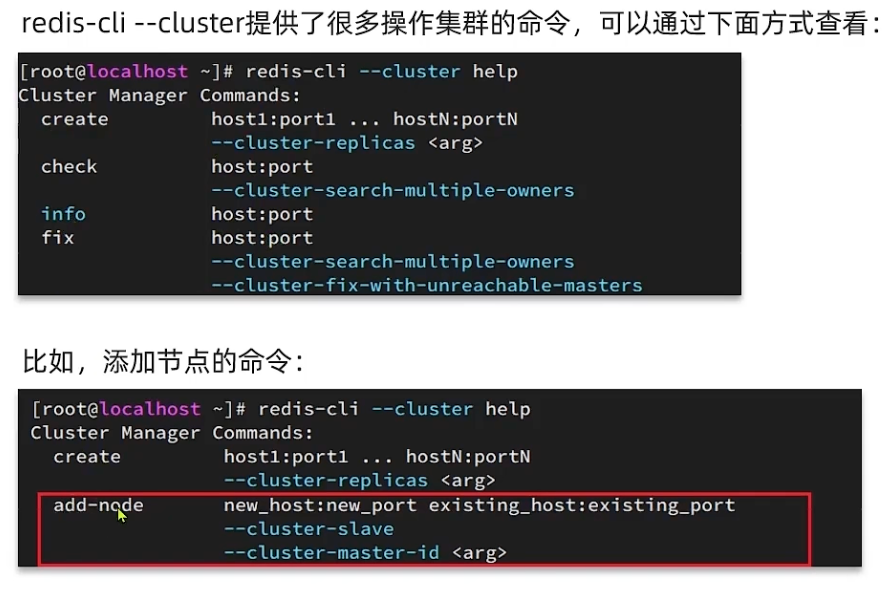 redis-cli --cluster提供了很多操作集群的命令，可以通过下面方式查看：
[root@localhost ~]# redis-cli --cluster help
Cluster Manager Commands:
create host1:port1 ... hostN:portN
--cluster-replicas <arg>
check host:port
--cluster-search-multiple-owners
info host:port
fix host:port
--cluster-search-multiple-owners
--cluster-fix-with-unreachable-masters
比如，添加节点的命令：
[root@localhost ~]# redis-cli --cluster help
Cluster Manager Commands:
create host1:port1 ... hostN:portN
--cluster-replicas <arg>
add-node new_host:new_port existing_host:existing_port
--cluster-slave
--cluster-master-id <arg>